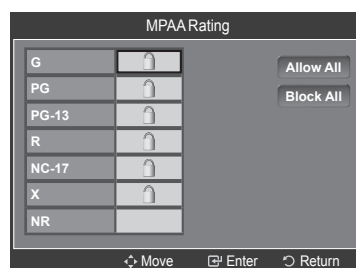 MPAA Rating
G
Allow All
PG
Block All
PG-13
R
NC-17
X
NR
Move Enter Return